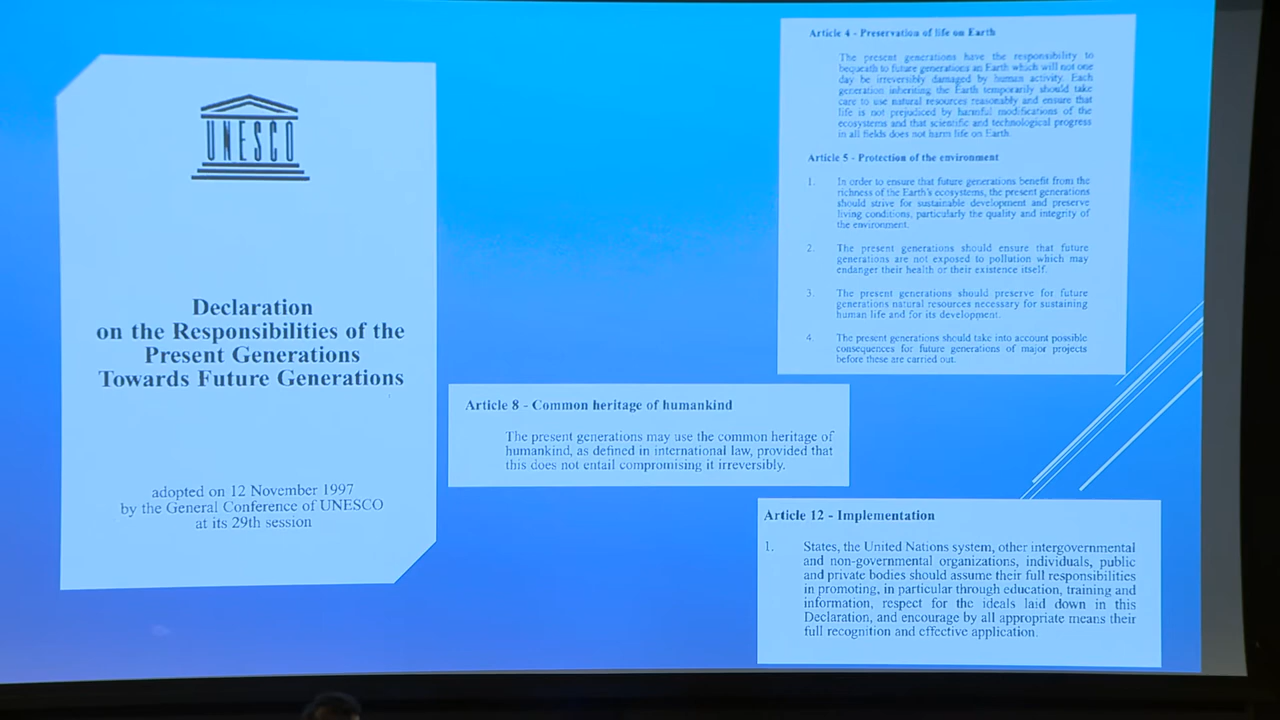 UNESCO
Declaration
on the Responsibilities of the
Present Generations
Towards Future Generations
adopted on 12 November 1997
by the General Conference of UNESCO
at its 29th session
Article 4 - Preservation of life on Earth
The present generations have the responsibility to
bequeath to future generations an Earth which will not one
day be irreversibly damaged by human activity. Each
generation inheriting the Earth temporarily should take
care to use natural resources reasonably and ensure that
life is not prejudiced by harmful modifications of the
ecosystems and that scientific and technological progress
in all fields does not harm life on Earth.
Article 5 - Protection of the environment
1. In order to ensure that future generations benefit from the
richness of the Earth's ecosystems, the present generations
should strive for sustainable development and preserve
living conditions, particularly the quality and integrity of
the environment.
2. The present generations should ensure that future
generations are not exposed to pollution which may
endanger their health or their existence itself.
3. The present generations should preserve for future
generations natural resources necessary for sustaining
human life and for its development.
4. The present generations should take into account possible
consequences for future generations of major projects
before these are carried out.
Article 8 - Common heritage of humankind
The present generations may use the common heritage of
humankind, as defined in international law, provided that
this does not entail compromising it irreversibly.
Article 12 - Implementation
1. States, the United Nations system, other intergovernmental
and non-governmental organizations, individuals, public
and private bodies should assume their full responsibilities
in promoting, in particular through education, training and
information, respect for the ideals laid down in this
Declaration, and encourage by all appropriate means their
full recognition and effective application.